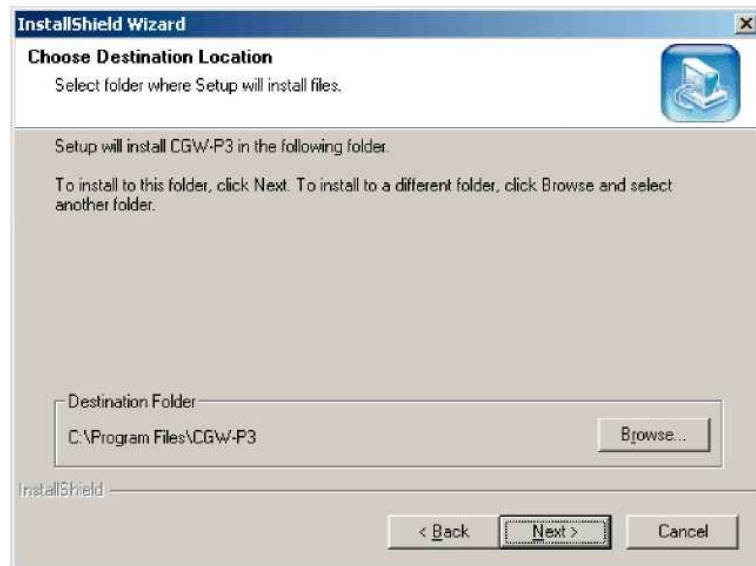 InstallShield Wizard
Choose Destination Location
Select folder where Setup will install files.
Setup will install CGW-P3 in the following folder.
To install to this folder, click Next. To install to a different folder, click Browse and select
another folder.
Destination Folder
C:\Program Files\CGW-P3
Browse...
InstallShield
< Back
Next >
Cancel